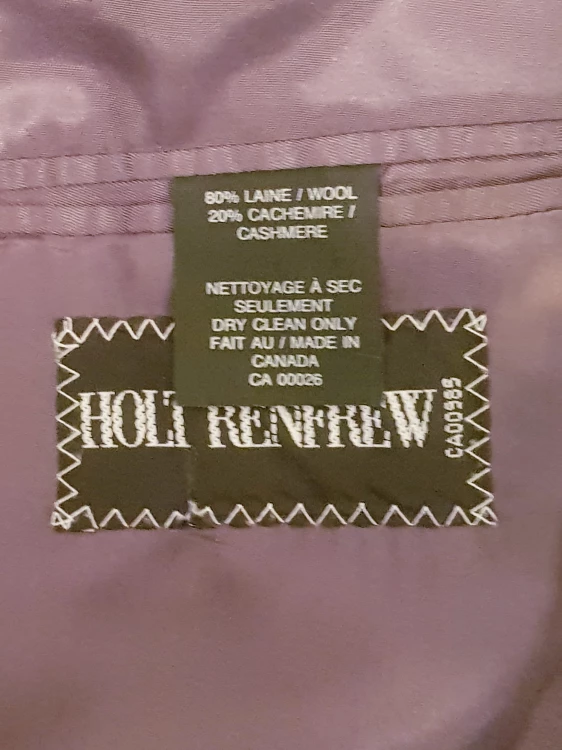 80% LAINE / WOOL
20% CACHEMIRE /
CASHMERE
NETTOYAGE À SEC
SEULEMENT
DRY CLEAN ONLY
FAIT AU / MADE IN
CANADA
CA 00026
HOLT RENFREW
CA00989